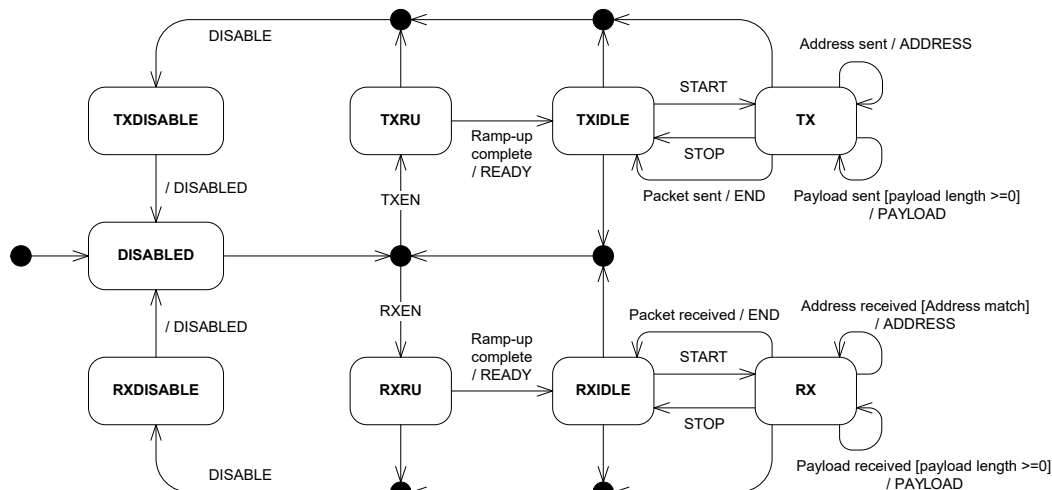 DISABLE
Address sent / ADDRESS
START
TXDISABLE
TXRU
TXIDLE
TX
Ramp-up
complete
/ READY
STOP
/ DISABLED
TXEN
Packet sent / END
Payload sent [payload length >=0]
/ PAYLOAD
DISABLED
RXEN
Packet received / END
Address received [Address match]
/ ADDRESS
/ DISABLED
Ramp-up
complete
/ READY
START
RXDISABLE
RXRU
RXIDLE
RX
STOP
DISABLE
Payload received [payload length >=0]
/ PAYLOAD